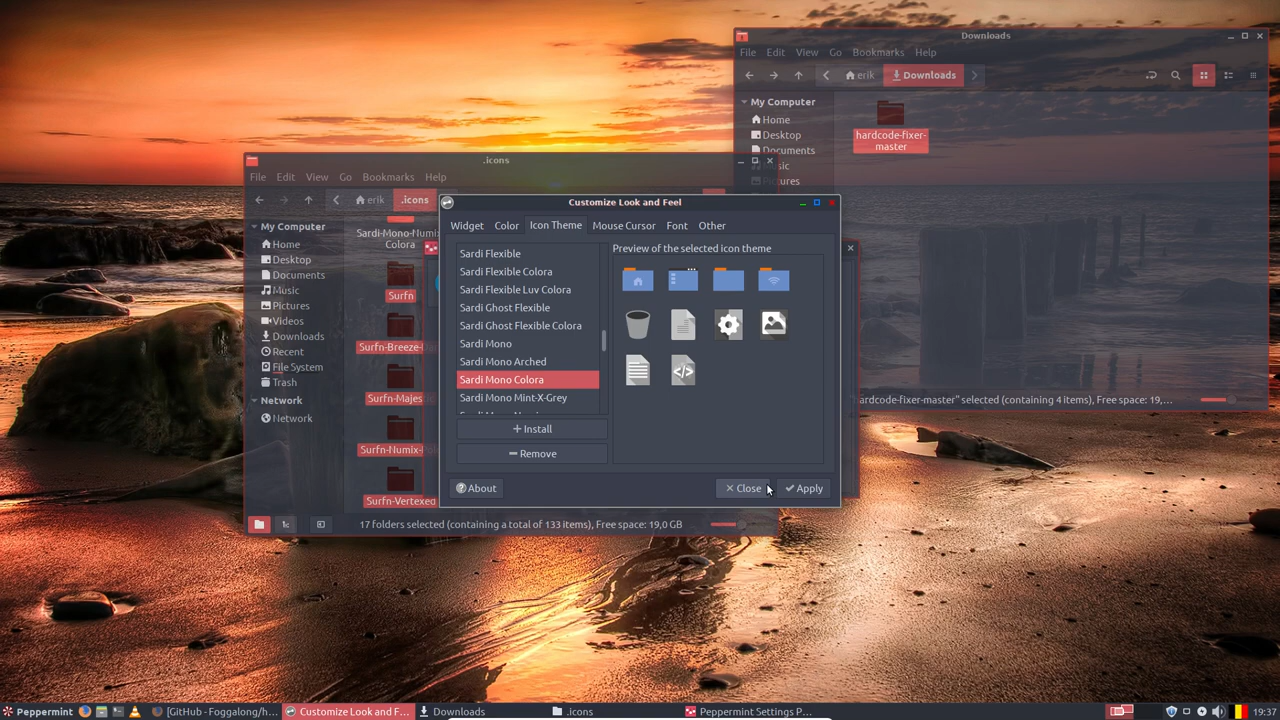 Downloads
File Edit View Go Bookmarks Help
erik Downloads
My Computer
Home
Desktop
Documents
Music
Pictures
hardcode-fixer-
master
ardcode-fixer-master" selected (containing 4 items), Free space: 19,...
.icons
File Edit View Go Bookmarks Help
erik .icons
My Computer
Home
Desktop
Documents
Music
Pictures
Videos
Downloads
Recent
File System
Trash
Network
Network
Sardi-Mono-Numix-
Colora
Surfn
Surfn-Breeze-
Surfn-Majes
Surfn-Numix-
Surfn-Vertexed
17 folders selected (containing a total of 133 items), Free space: 19,0 GB
Customize Look and Feel
Widget Color Icon Theme Mouse Cursor Font Other
Sardi Flexible
Sardi Flexible Colora
Sardi Flexible Luv Colora
Sardi Ghost Flexible
Sardi Ghost Flexible Colora
Sardi Mono
Sardi Mono Arched
Sardi Mono Colora
Sardi Mono Mint-X-Grey
Install
Remove
Preview of the selected icon theme
About Close Apply
Peppermint [GitHub - Foggalong/h... Customize Look and F... Downloads .icons Peppermint Settings P... 19:37